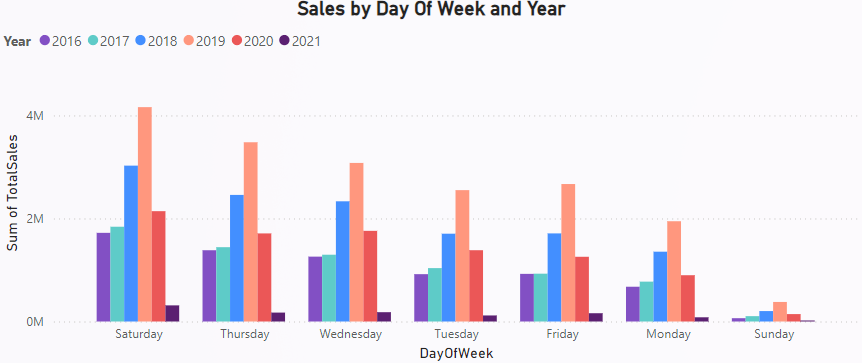 Sales by Day Of Week and Year
Year 2016 2017 2018 2019 2020 2021
Sum of TotalSales
4M
2M
0M
Saturday Thursday Wednesday Tuesday Friday Monday Sunday
DayOfWeek